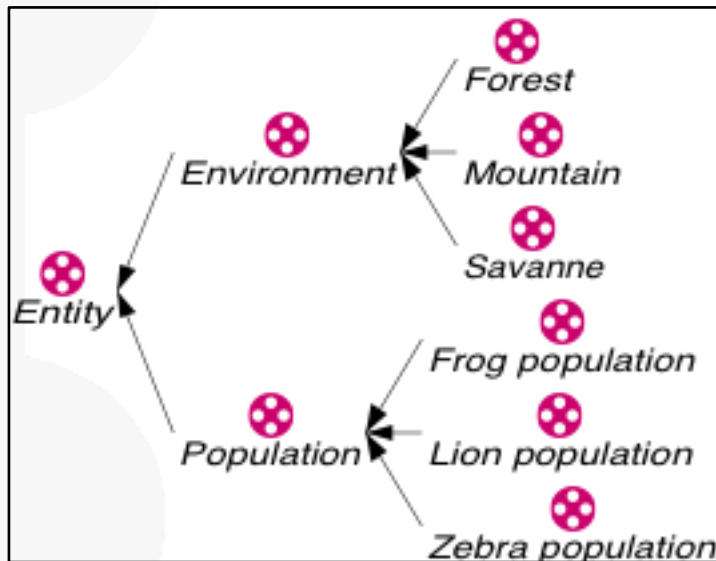 Forest
Environment
Mountain
Savanne
Entity
Frog population
Population
Lion population
Zebra population